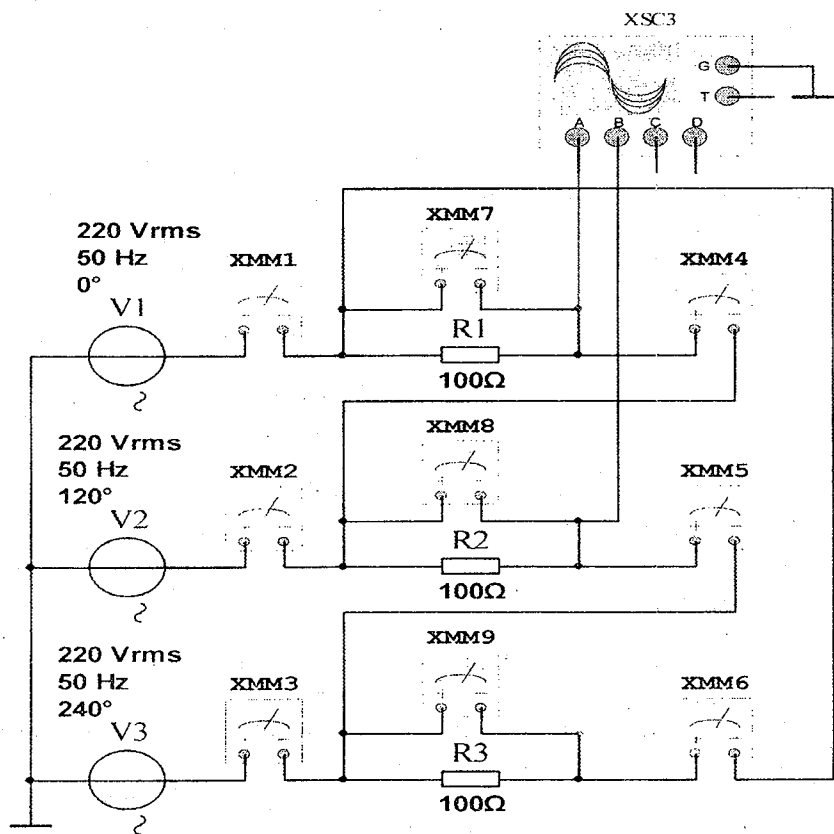 XSC3
G
T
A B C D
XMM7
220 Vrms
50 Hz
0°
XMM1
XMM4
V1
R1
100Ω
XMM8
220 Vrms
50 Hz
120°
XMM2
XMM5
V2
R2
100Ω
XMM9
220 Vrms
50 Hz
240°
XMM3
XMM6
V3
R3
100Ω